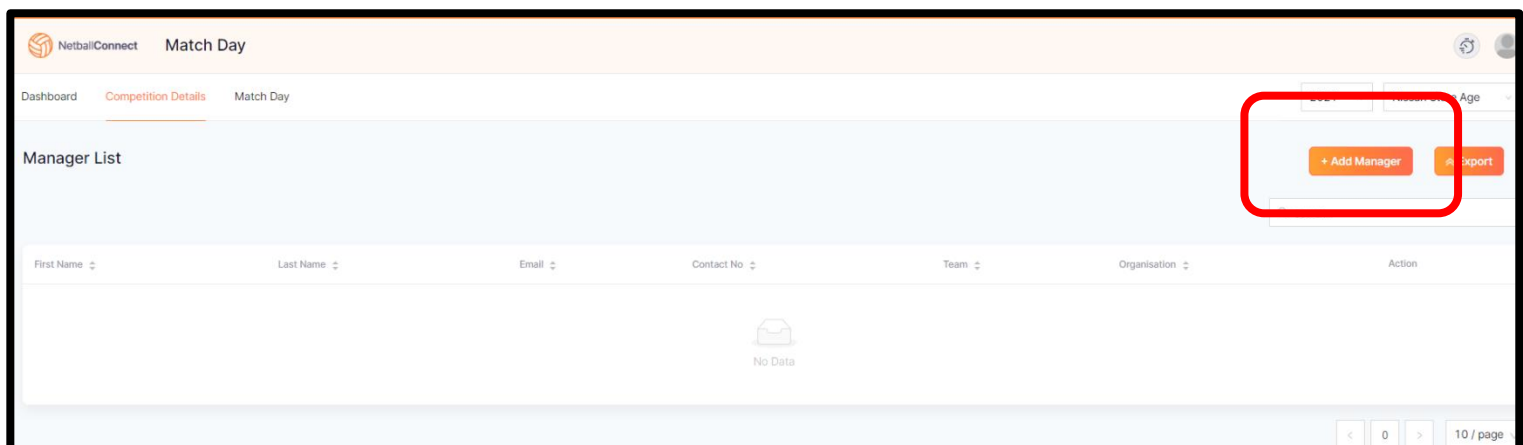 NetballConnect Match Day
Dashboard Competition Details Match Day
Age
Manager List
+ Add Manager Export
First Name Last Name Email Contact No Team Organisation Action
No Data
< 0 > 10 / page